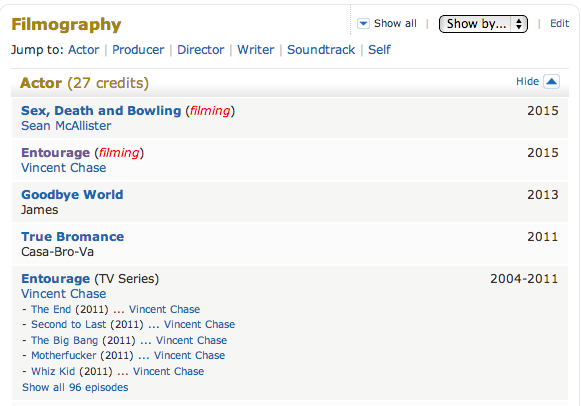 Filmography
Show all | Show by... | Edit
Jump to: Actor | Producer | Director | Writer | Soundtrack | Self
Actor (27 credits) Hide
Sex, Death and Bowling (filming) 2015
Sean McAllister
Entourage (filming) 2015
Vincent Chase
Goodbye World 2013
James
True Bromance 2011
Casa-Bro-Va
Entourage (TV Series) 2004-2011
Vincent Chase
- The End (2011) ... Vincent Chase
- Second to Last (2011) ... Vincent Chase
- The Big Bang (2011) ... Vincent Chase
- Motherfucker (2011) ... Vincent Chase
- Whiz Kid (2011) ... Vincent Chase
Show all 96 episodes